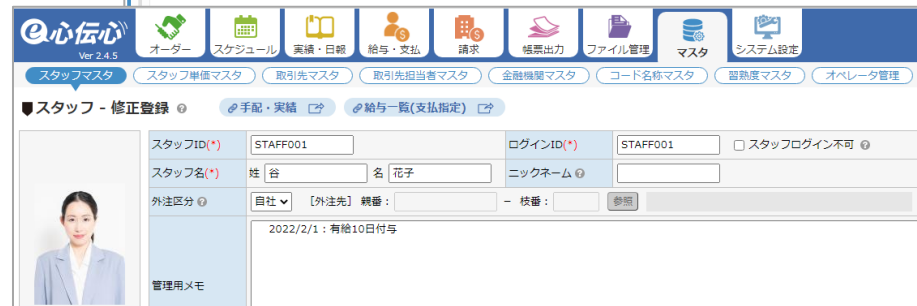 e心伝心
Ver 2.4.5
オーダー スケジュール 実績・日報 給与・支払 請求 帳票出力 ファイル管理 マスタ システム設定
スタッフマスタ スタッフ単価マスタ 取引先マスタ 取引先担当者マスタ 金融機関マスタ コード名称マスタ 習熟度マスタ オペレータ管理
スタッフ - 修正登録 手配・実績 給与一覧(支払指定)
スタッフID(*) STAFF001 ログインID(*) STAFF001 スタッフログイン不可
スタッフ名(*) 姓 谷 名 花子 ニックネーム
外注区分 自社 [外注先] 親番: - 枝番: 参照
2022/2/1:有給10日付与
管理用メモ